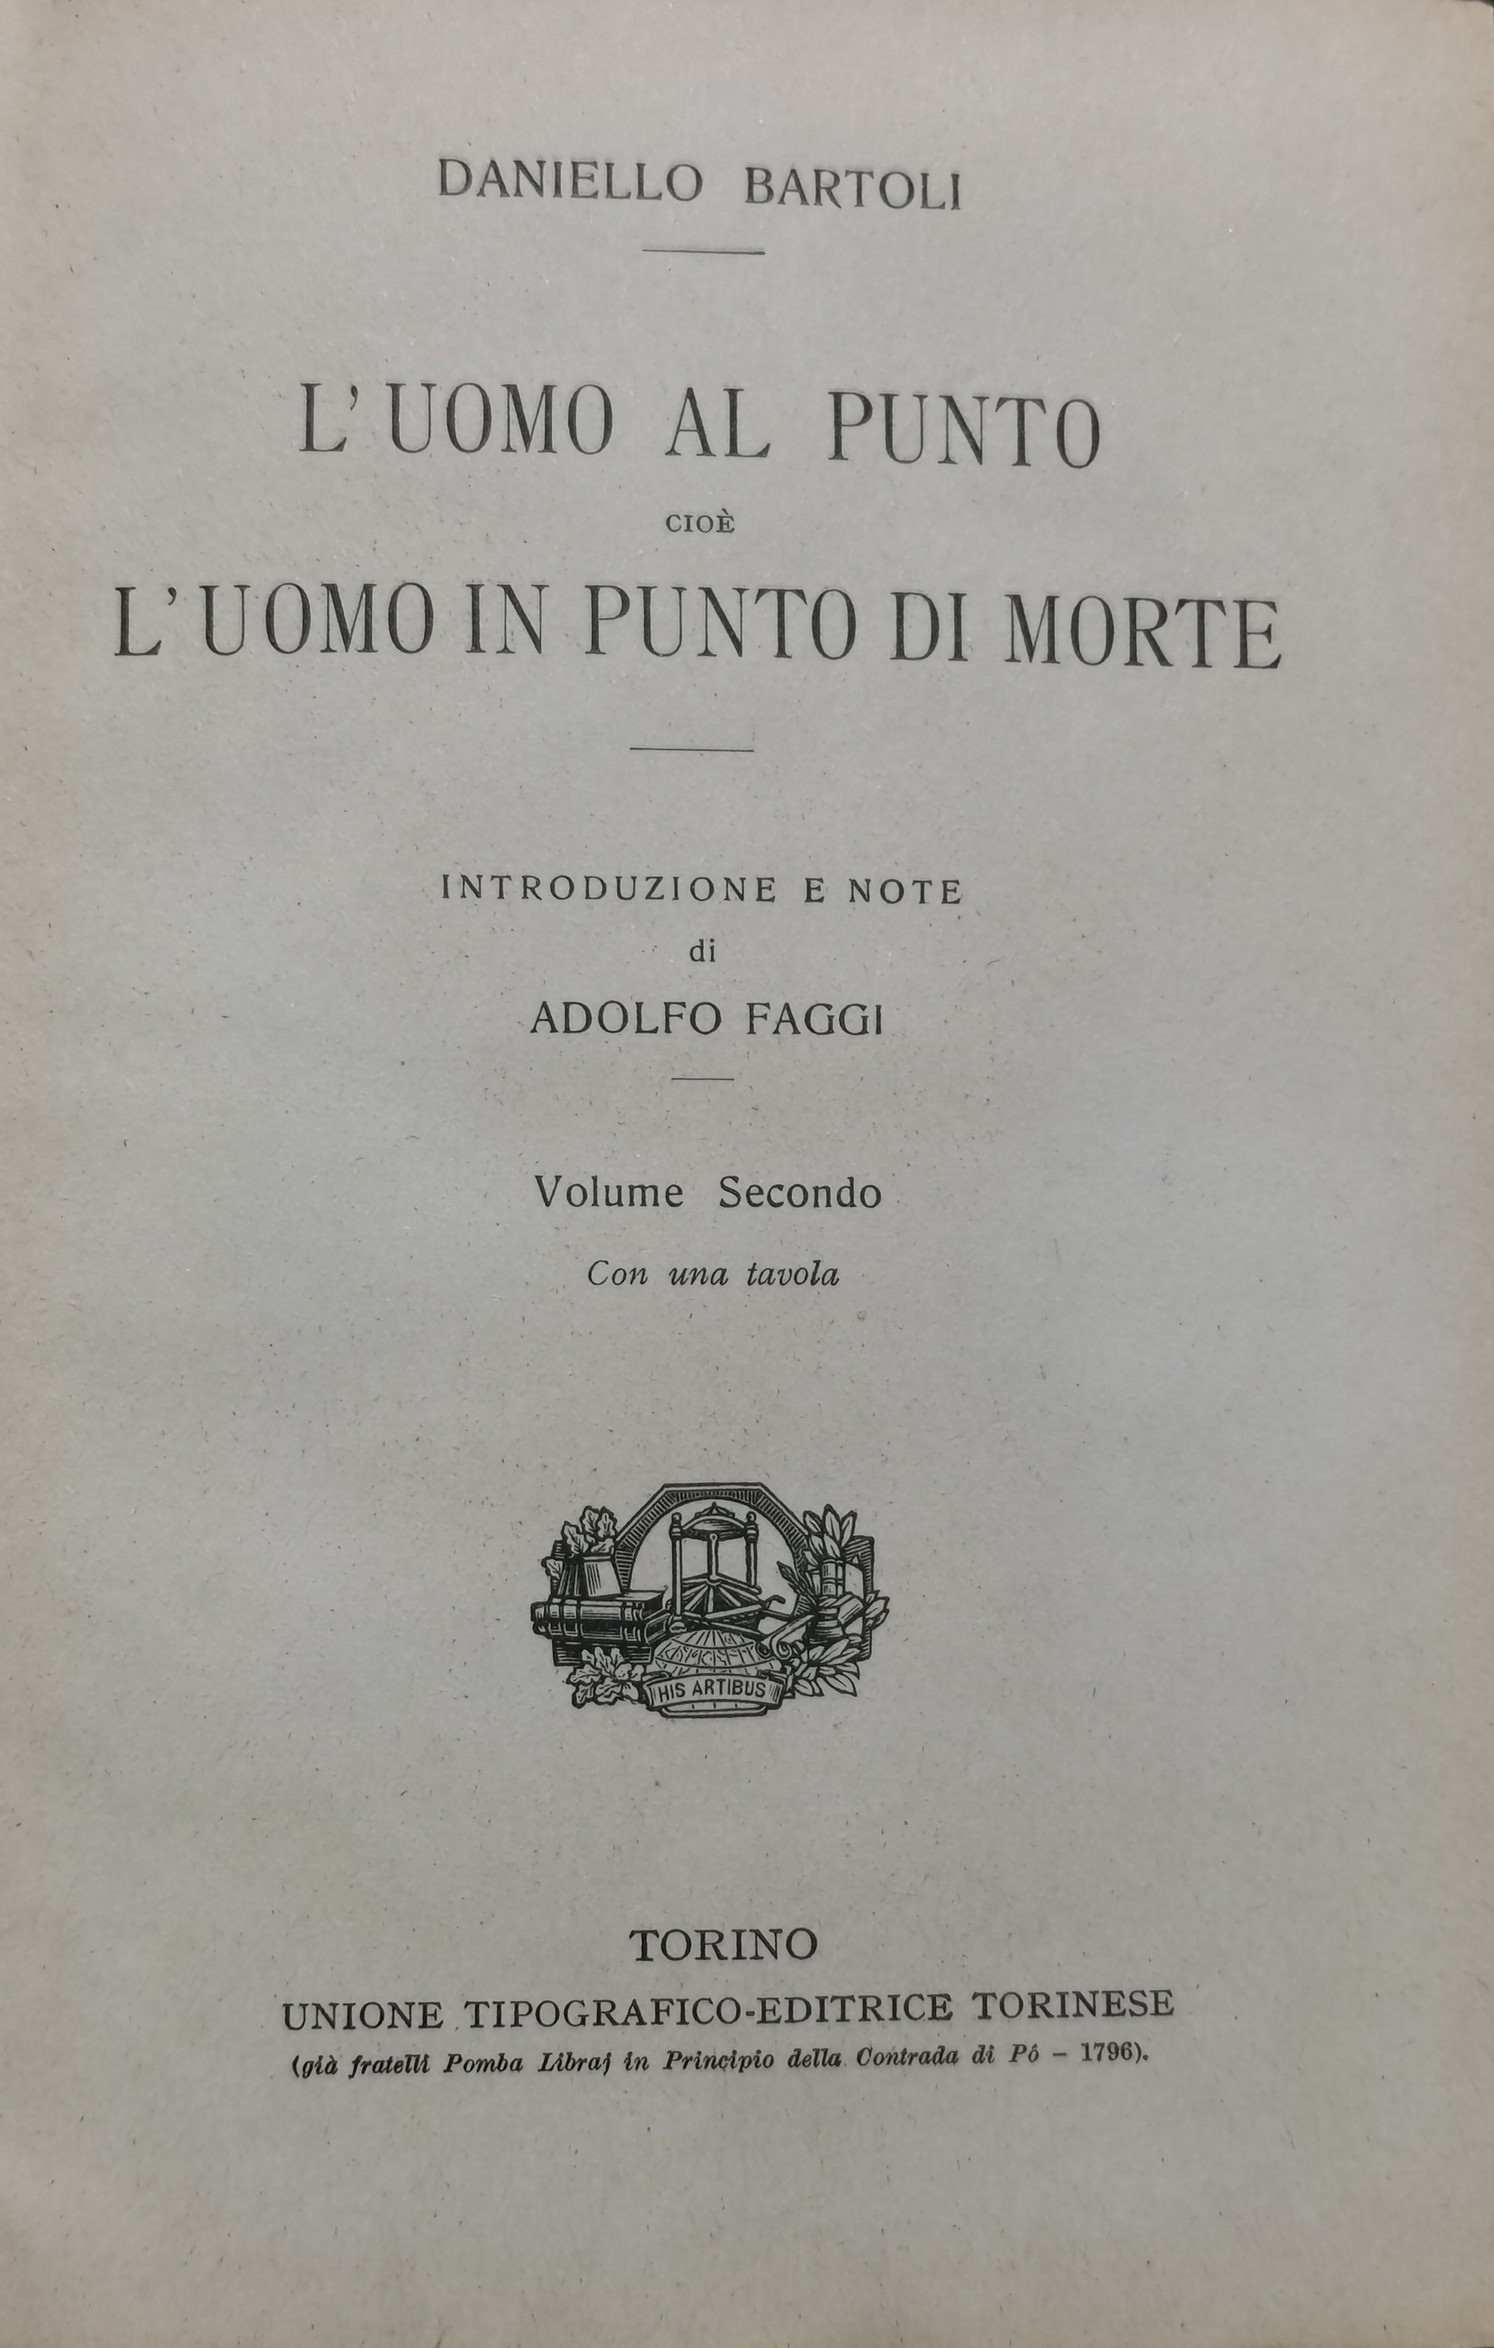 DANIELLO BARTOLI
L'UOMO AL PUNTO
CIOÈ
L'UOMO IN PUNTO DI MORTE
INTRODUZIONE E NOTE
di
ADOLFO FAGGI
Volume Secondo
Con una tavola
HIS ARTIBUS
TORINO
UNIONE TIPOGRAFICO-EDITRICE TORINESE
(già fratelli Pomba Libraj in Principio della Contrada di Pô – 1796).